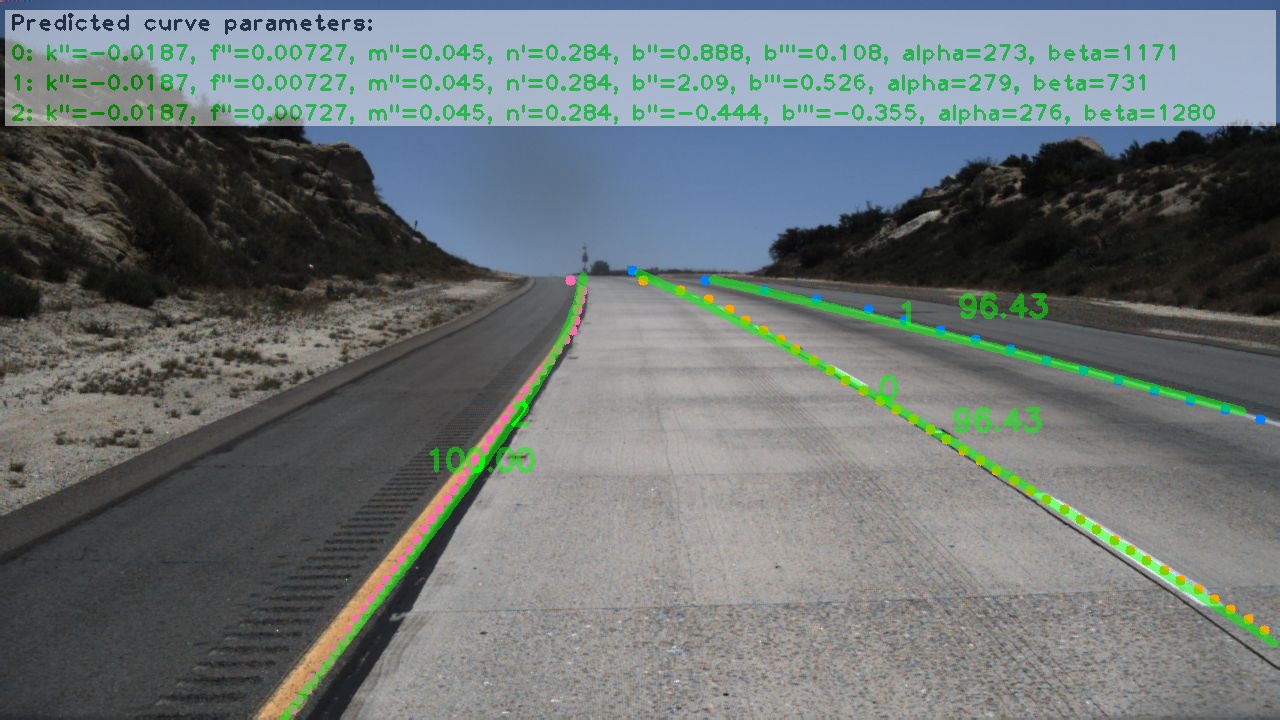 Predicted curve parameters:
0: k''=-0.0187, f''=0.00727, m''=0.045, n'=0.284, b''=0.888, b'''=0.108, alpha=273, beta=1171
1: k''=-0.0187, f''=0.00727, m''=0.045, n'=0.284, b''=2.09, b'''=0.526, alpha=279, beta=731
2: k''=-0.0187, f''=0.00727, m''=0.045, n'=0.284, b''=-0.444, b'''=-0.355, alpha=276, beta=1280
1 96.43
0
96.43
2
100.00